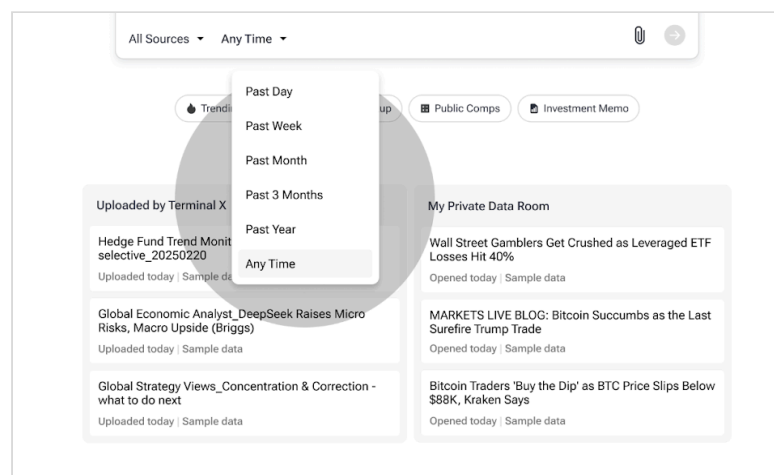 All Sources
Any Time
Past Day
Past Week
Past Month
Past 3 Months
Past Year
Any Time
Public Comps
Investment Memo
Uploaded by Terminal X
Hedge Fund Trend
selective_20250220
Uploaded today | Sample
Global Economic Analyst_DeepSeek Raises Micro
Risks, Macro Upside (Briggs)
Uploaded today | Sample data
Global Strategy Views_Concentration & Correction -
what to do next
Uploaded today | Sample data
My Private Data Room
Wall Street Gamblers Get Crushed as Leveraged ETF
Losses Hit 40%
Opened today | Sample data
MARKETS LIVE BLOG: Bitcoin Succumbs as the Last
Surefire Trump Trade
Opened today | Sample data
Bitcoin Traders 'Buy the Dip' as BTC Price Slips Below
$88K, Kraken Says
Opened today | Sample data